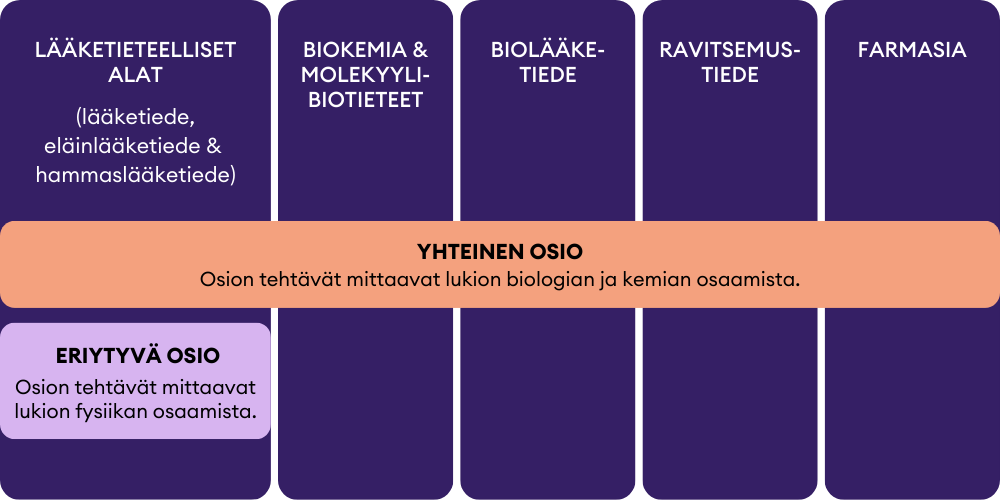 LÄÄKETIETEELLISET
ALAT
(lääketiede,
eläinlääketiede &
hammaslääketiede)
BIOKEMIA &
MOLEKYYLI-
BIOTIETEET
BIOLÄÄKE-
TIEDE
RAVITSEMUS-
TIEDE
FARMASIA
YHTEINEN OSIO
Osion tehtävät mittaavat lukion biologian ja kemian osaamista.
ERIYTYVÄ OSIO
Osion tehtävät mittaavat
lukion fysiikan osaamista.